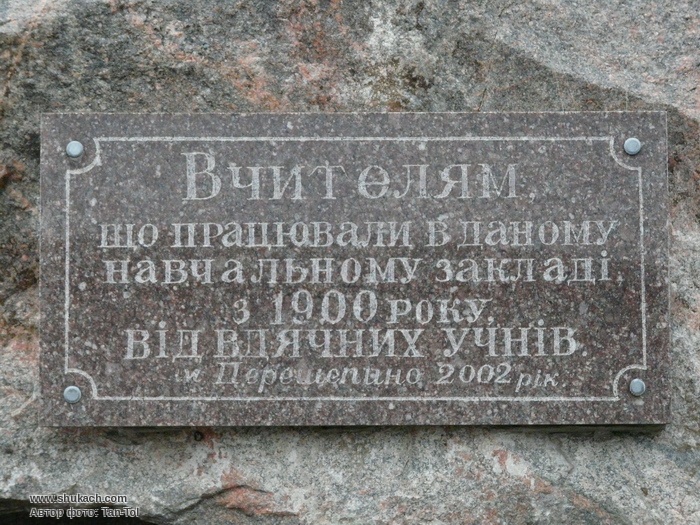 Вчителям,
що працювали в даному
навчальному закладі,
з 1900 року,
від вдячних учнів.
м Перещепино 2002 рік.
www.shukach.com
Автор фото: Tan-Tol